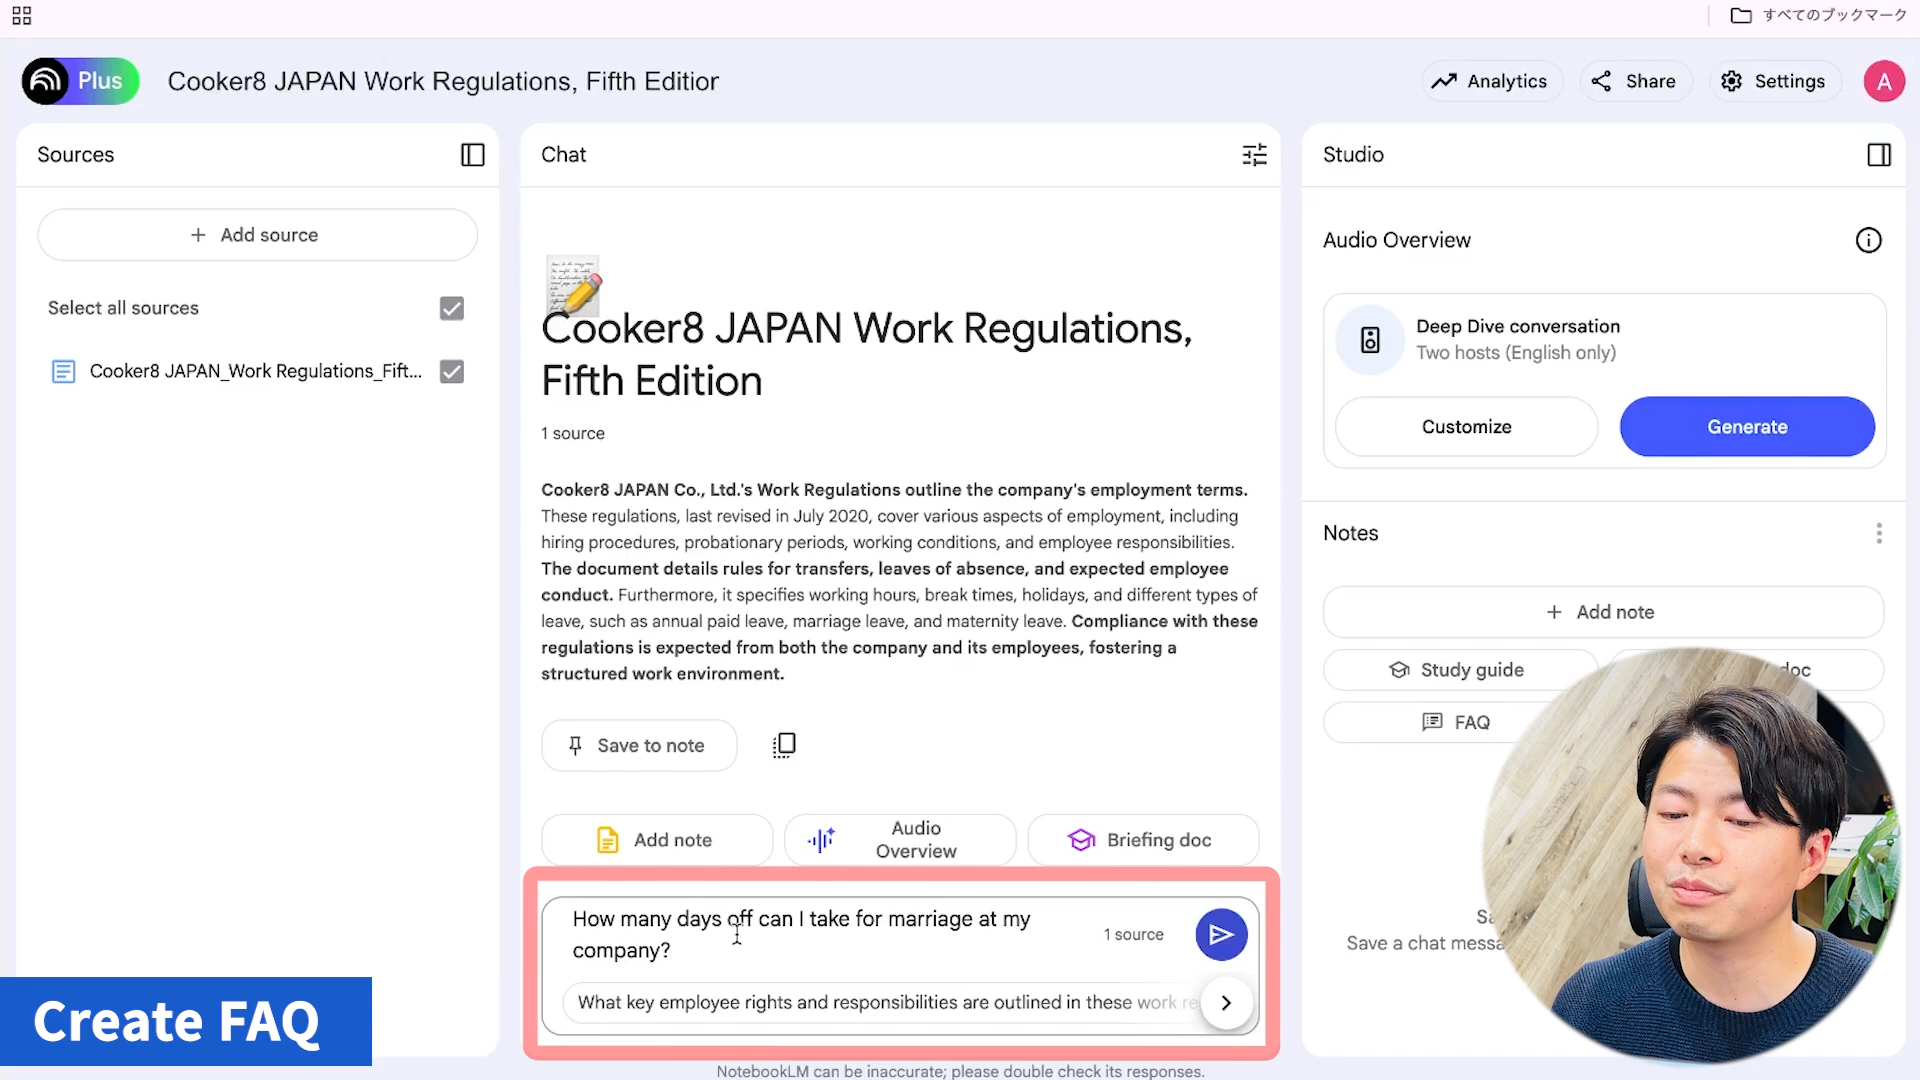 すべてのブックマーク
Plus
Cooker8 JAPAN Work Regulations, Fifth Editior
Analytics
Share
Settings
A
Sources
Add source
Select all sources
Cooker8 JAPAN_Work Regulations_Fift...
Chat
Cooker8 JAPAN Work Regulations,
Fifth Edition
1 source
Cooker8 JAPAN Co., Ltd.'s Work Regulations outline the company's employment terms.
These regulations, last revised in July 2020, cover various aspects of employment, including
hiring procedures, probationary periods, working conditions, and employee responsibilities.
The document details rules for transfers, leaves of absence, and expected employee
conduct. Furthermore, it specifies working hours, break times, holidays, and different types of
leave, such as annual paid leave, marriage leave, and maternity leave. Compliance with these
regulations is expected from both the company and its employees, fostering a
structured work environment.
Save to note
Add note
Audio
Overview
Briefing doc
How many days off can I take for marriage at my
company?
1 source
What key employee rights and responsibilities are outlined in these work re
NotebookLM can be inaccurate; please double check its responses.
Studio
Audio Overview
Deep Dive conversation
Two hosts (English only)
Customize
Generate
Notes
Add note
Study guide
doc
FAQ
Sa
Save a chat messa
Create FAQ